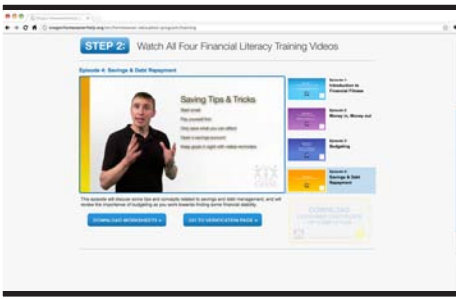 STEP 2: Watch All Four Financial Literacy Training Videos
Episode 4: Savings & Debt Repayment
Saving Tips & Tricks
Start small
Pay yourself first
Only save what you can afford
Open a savings account
Keep goals in sight with visible reminders
Episode 1:
Introduction to
Financial Fitness
Episode 2:
Money in, Money out
Episode 3:
Budgeting
Episode 4:
Savings & Debt
Repayment
This episode will discuss some tips and concepts related to savings and debt management, and will
review the importance of budgeting as you work towards finding some financial stability.
DOWNLOAD WORKSHEETS
GO TO VERIFICATION PAGE
DOWNLOAD